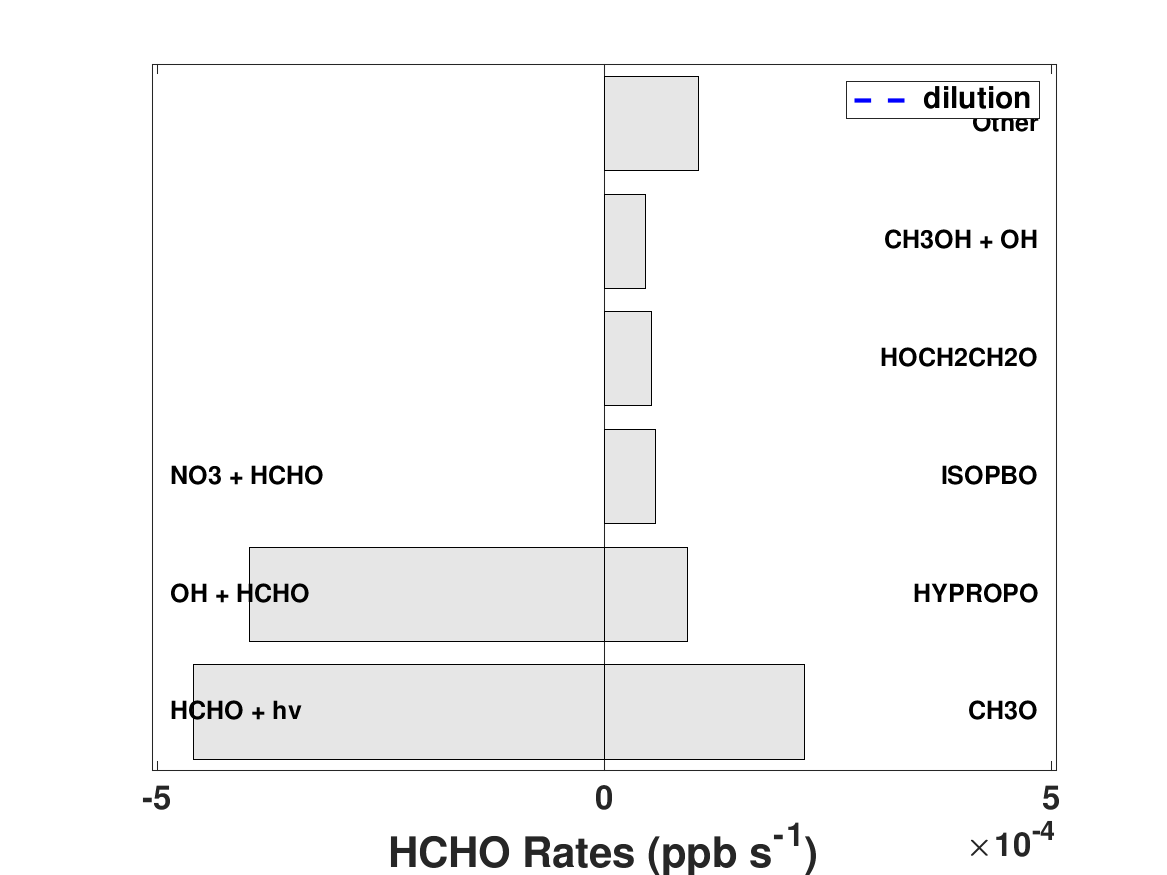 dilution
Other
CH3OH + OH
HOCH2CH2O
NO3 + HCHO
ISOPBO
OH + HCHO
HYPROPO
HCHO + hv
CH3O
-5
0
5
HCHO Rates (ppb s^-1)
×10^-4